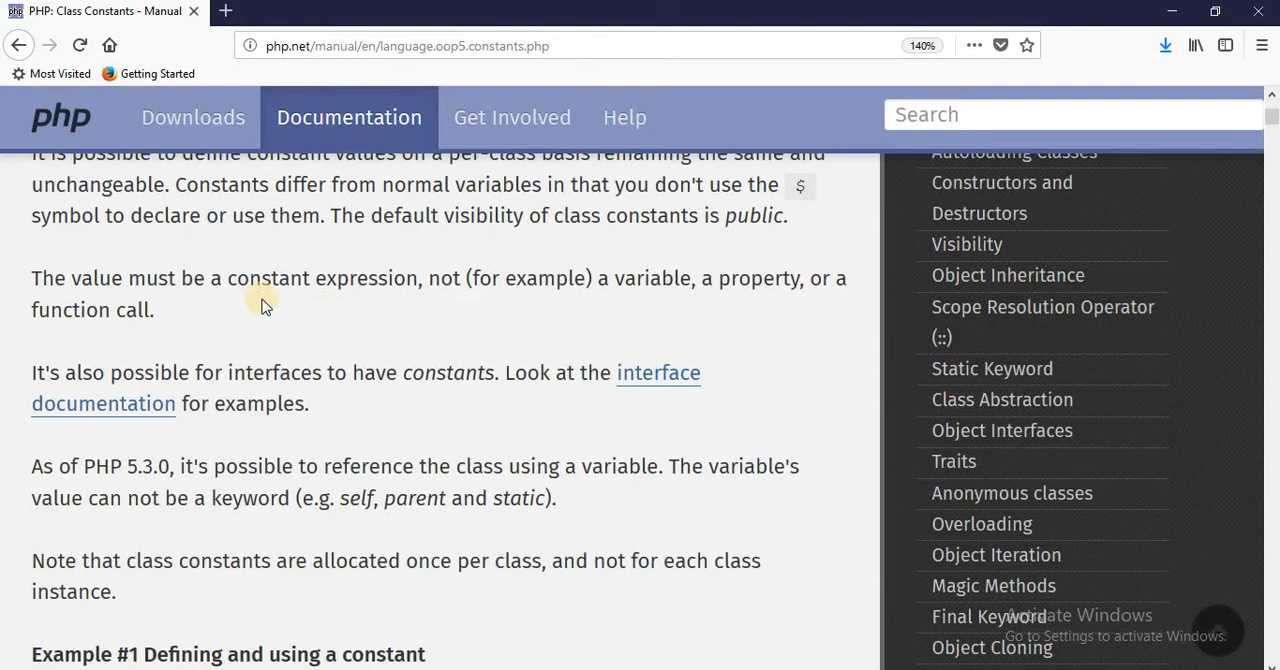 php PHP: Class Constants - Manual
php.net/manual/en/language.oop5.constants.php 140%
Most Visited Getting Started
php Downloads Documentation Get Involved Help Search
It is possible to define constant values on a per-class basis remaining the same and
unchangeable. Constants differ from normal variables in that you don't use the $
symbol to declare or use them. The default visibility of class constants is public.
The value must be a constant expression, not (for example) a variable, a property, or a
function call.
It's also possible for interfaces to have constants. Look at the interface
documentation for examples.
As of PHP 5.3.0, it's possible to reference the class using a variable. The variable's
value can not be a keyword (e.g. self, parent and static).
Note that class constants are allocated once per class, and not for each class
instance.
Example #1 Defining and using a constant
Autoloading Classes
Constructors and
Destructors
Visibility
Object Inheritance
Scope Resolution Operator
(::)
Static Keyword
Class Abstraction
Object Interfaces
Traits
Anonymous classes
Overloading
Object Iteration
Magic Methods
Final Keyword
Object Cloning
Activate Windows
Go to Settings to activate Windows.